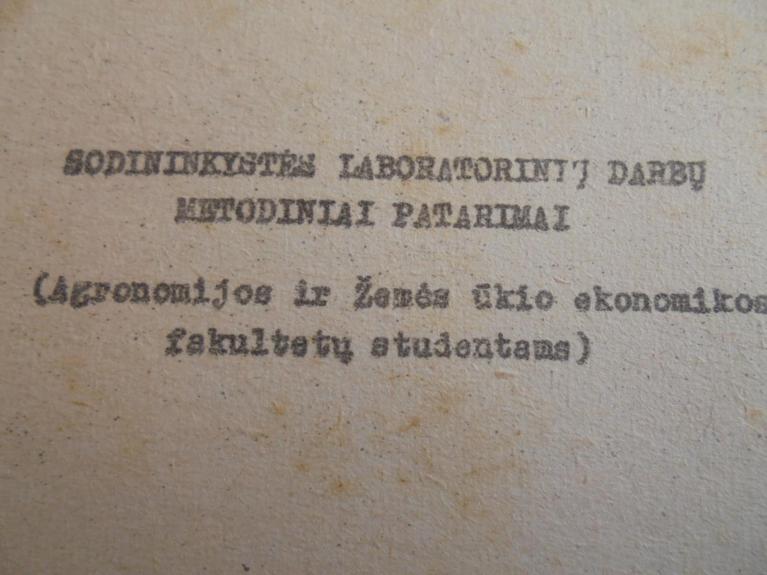 SODININKYSTĖS LABORATORINIŲ DARBŲ
METODINIAI PATARIMAI
(Agronomijos ir Žemės ūkio ekonomikos
fakultetų studentams)